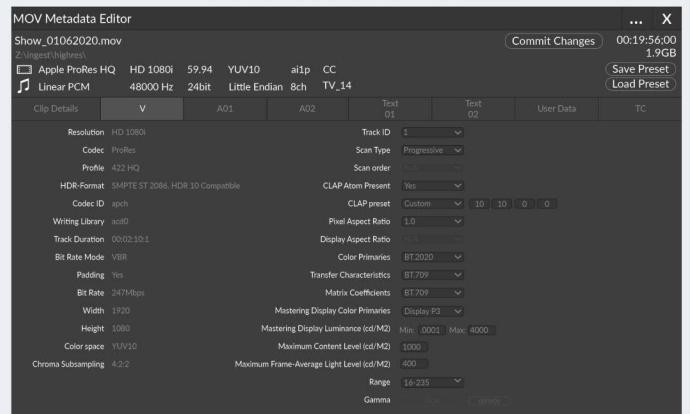 MOV Metadata Editor ... X
Show_01062020.mov Commit Changes 00:19:56;00
Z:\ingest\highres\ 1.9GB
Apple ProRes HQ HD 1080i 59.94 YUV10 ai1p CC Save Preset
Linear PCM 48000 Hz 24bit Little Endian 8ch TV_14 Load Preset
Clip Details V A01 A02 Text 01 Text 02 User Data TC
Resolution HD 1080i Track ID 1
Codec ProRes Scan Type Progressive
Profile 422 HQ Scan order
HDR-Format SMPTE ST 2086, HDR 10 Compatible CLAP Atom Present Yes
Codec ID apch CLAP preset Custom 10 10 0 0
Writing Library acd0 Pixel Aspect Ratio 1.0
Track Duration 00:02:10:1 Display Aspect Ratio
Bit Rate Mode VBR Color Primaries BT.2020
Padding Yes Transfer Characteristics BT.709
Bit Rate 247Mbps Matrix Coefficients BT.709
Width 1920 Mastering Display Color Primaries Display P3
Height 1080 Mastering Display Luminance (cd/M2) Min: .0001 Max: 4000
Color space YUV10 Maximum Content Level (cd/M2) 1000
Chroma Subsampling 4:2:2 Maximum Frame-Average Light Level (cd/M2) 400
Range 16-235
Gamma